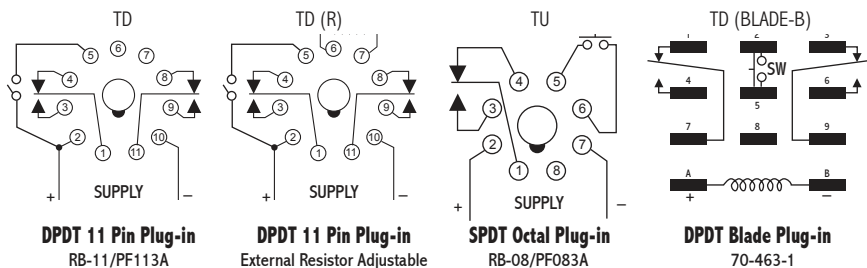 TD
5
6
7
4
8
3
9
2
10
1
11
+ SUPPLY –
DPDT 11 Pin Plug-in
RB-11/PF113A
TD (R)
5
6
7
4
8
3
9
2
10
1
11
+ SUPPLY –
DPDT 11 Pin Plug-in
External Resistor Adjustable
TU
4
5
3
6
2
7
1
8
+ SUPPLY –
SPDT Octal Plug-in
RB-08/PF083A
TD (BLADE-B)
1 2 3
SW
4 5 6
7 8 9
A B
+ –
DPDT Blade Plug-in
70-463-1